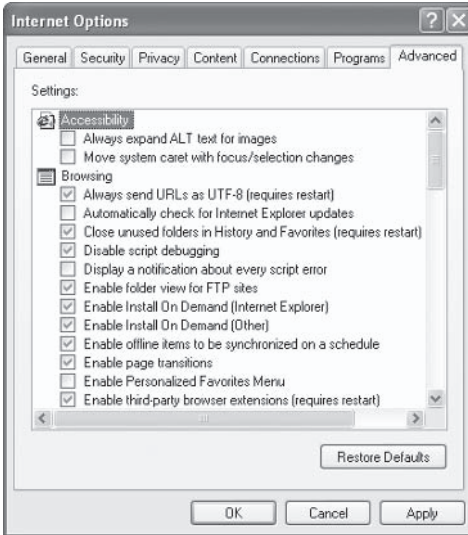 Internet Options
General Security Privacy Content Connections Programs Advanced
Settings:
Accessibility
Always expand ALT text for images
Move system caret with focus/selection changes
Browsing
Always send URLs as UTF-8 (requires restart)
Automatically check for Internet Explorer updates
Close unused folders in History and Favorites (requires restart)
Disable script debugging
Display a notification about every script error
Enable folder view for FTP sites
Enable Install On Demand (Internet Explorer)
Enable Install On Demand (Other)
Enable offline items to be synchronized on a schedule
Enable page transitions
Enable Personalized Favorites Menu
Enable third-party browser extensions (requires restart)
Restore Defaults
OK Cancel Apply